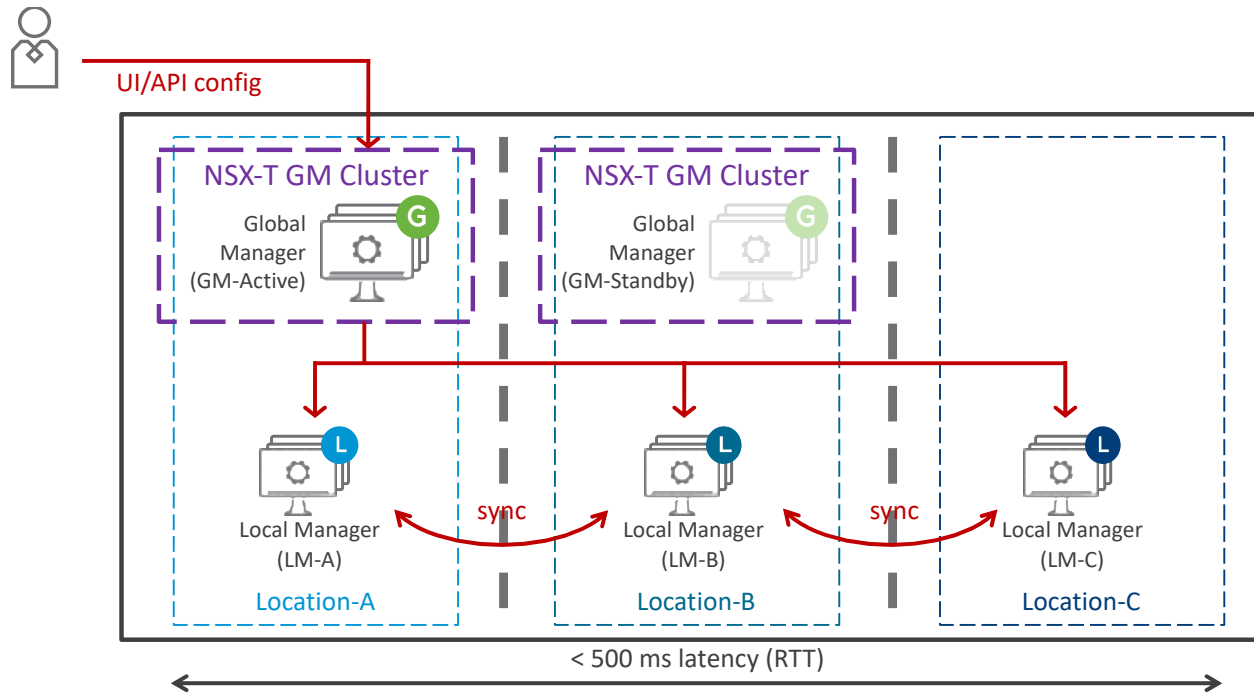 UI/API config
NSX-T GM Cluster
Global
Manager
(GM-Active)
G
NSX-T GM Cluster
Global
Manager
(GM-Standby)
G
L
Local Manager
(LM-A)
Location-A
sync
L
Local Manager
(LM-B)
Location-B
sync
L
Local Manager
(LM-C)
Location-C
< 500 ms latency (RTT)